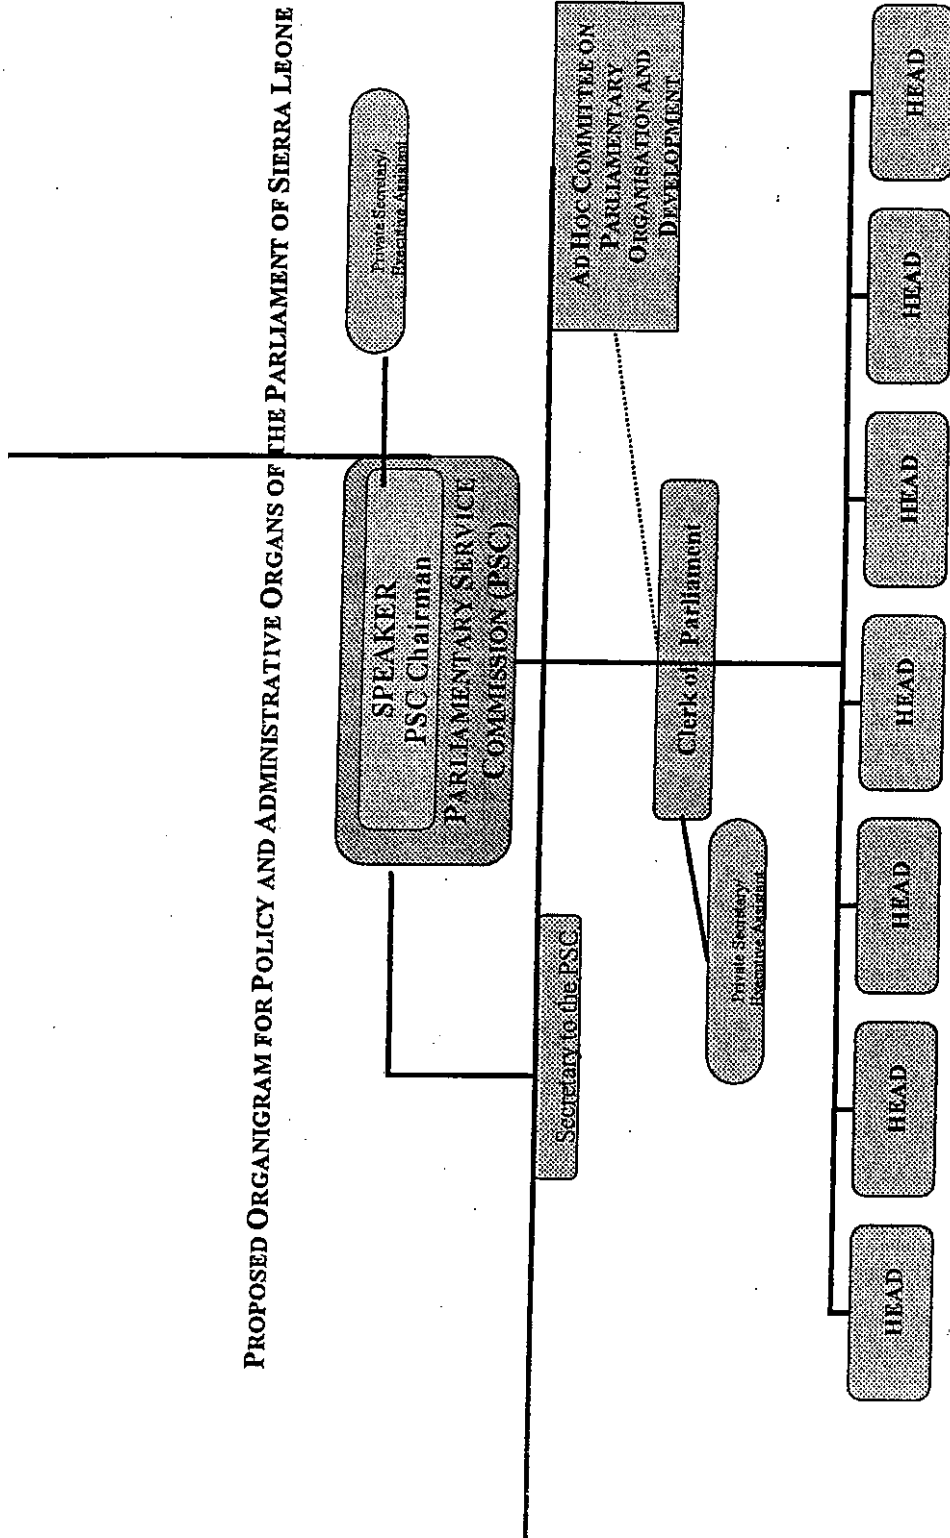 PROPOSED ORGANIGRAM FOR POLICY AND ADMINISTRATIVE ORGANS OF THE PARLIAMENT OF SIERRA LEONE
Private Secretary/
Executive Assistant
SPEAKER
PSC Chairman
PARLIAMENTARY SERVICE
COMMISSION (PSC)
Secretary to the PSC
AD HOC COMMITTEE ON
PARLIAMENTARY
ORGANISATION AND
DEVELOPMENT
Clerk of Parliament
Private Secretary/
Executive Assistant
HEAD
HEAD
HEAD
HEAD
HEAD
HEAD
HEAD